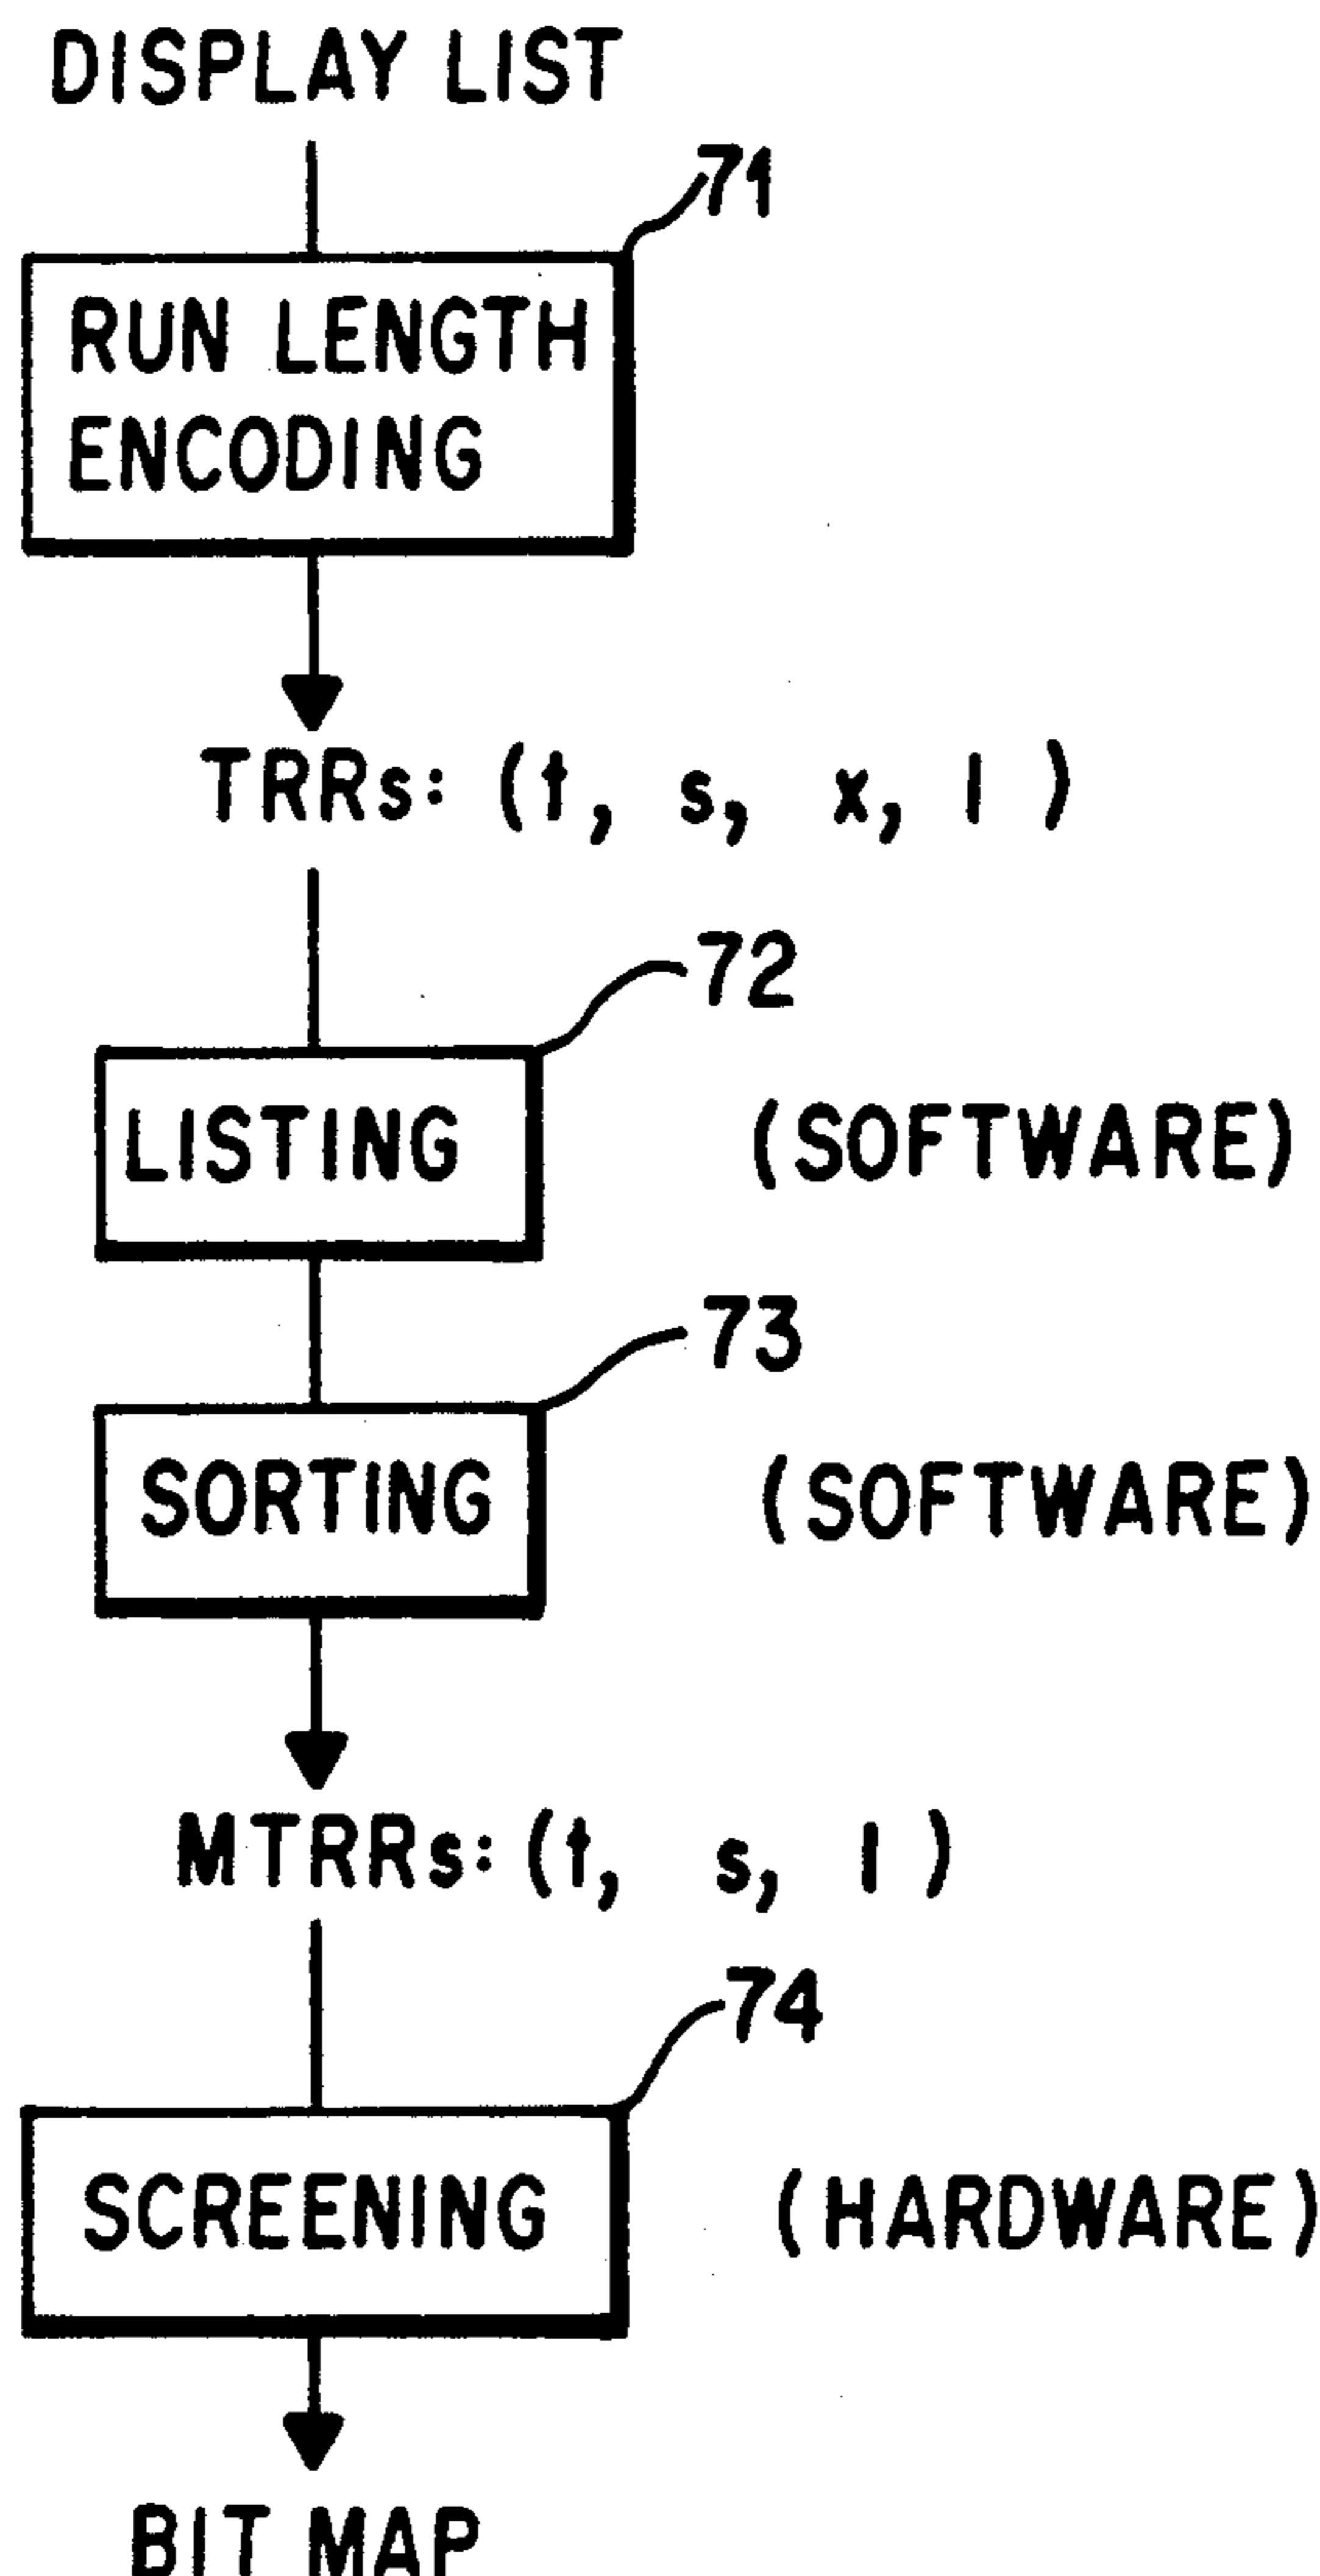 DISPLAY LIST
71
RUN LENGTH
ENCODING
TRRs: (t, s, x, l )
72
LISTING (SOFTWARE)
73
SORTING (SOFTWARE)
MTRRs: (t, s, l )
74
SCREENING (HARDWARE)
BIT MAP